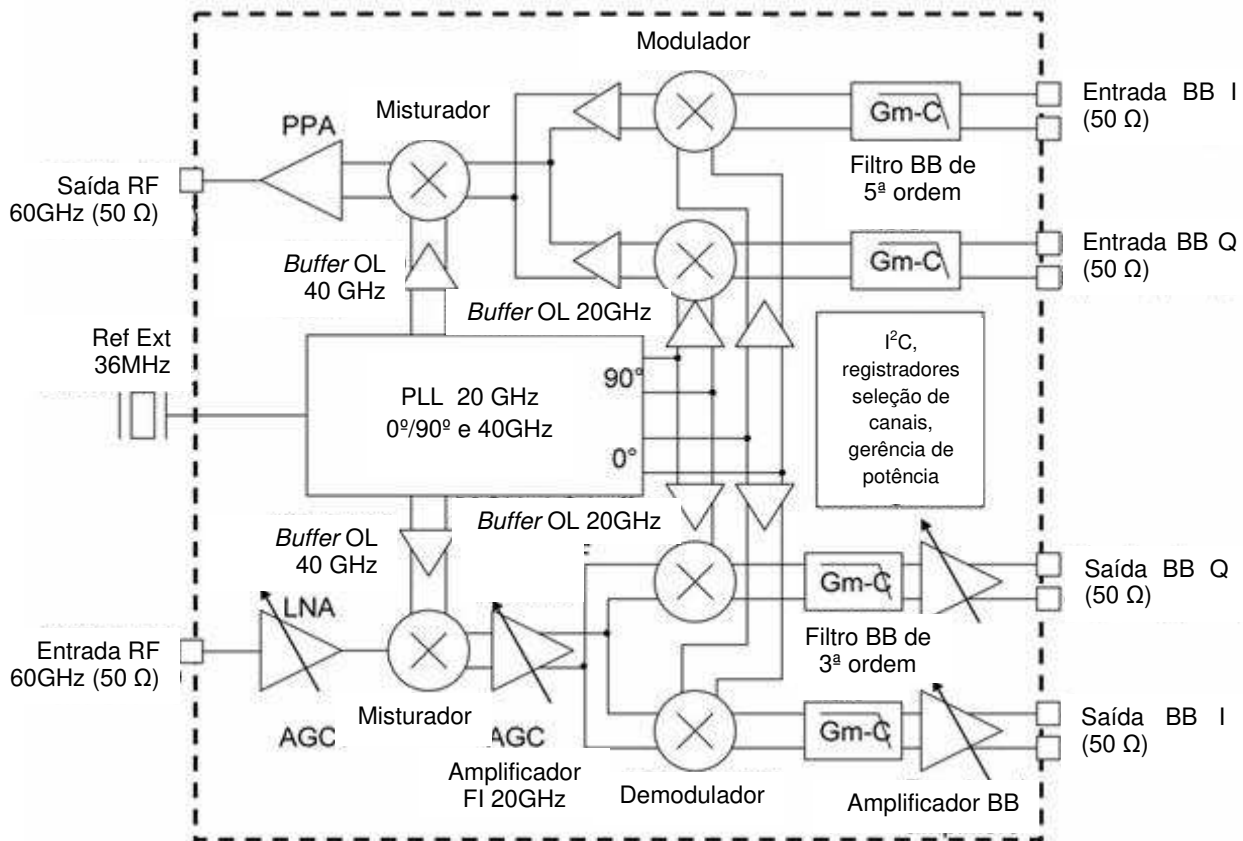 Modulador
Entrada BB I
(50 Ω)
Misturador
PPA
Gm-C
Filtro BB de
5ª ordem
Saída RF
60GHz (50 Ω)
Entrada BB Q
(50 Ω)
Gm-C
Buffer OL
40 GHz
Buffer OL 20GHz
Ref Ext
36MHz
PLL 20 GHz
0º/90º e 40GHz
90°
0°
I²C,
registradores
seleção de
canais,
gerência de
potência
Buffer OL
40 GHz
Buffer OL 20GHz
Saída BB Q
(50 Ω)
Gm-C
LNA
Entrada RF
60GHz (50 Ω)
Filtro BB de
3ª ordem
Misturador
AGC
AGC
Gm-C
Saída BB I
(50 Ω)
Amplificador
FI 20GHz
Demodulador
Amplificador BB